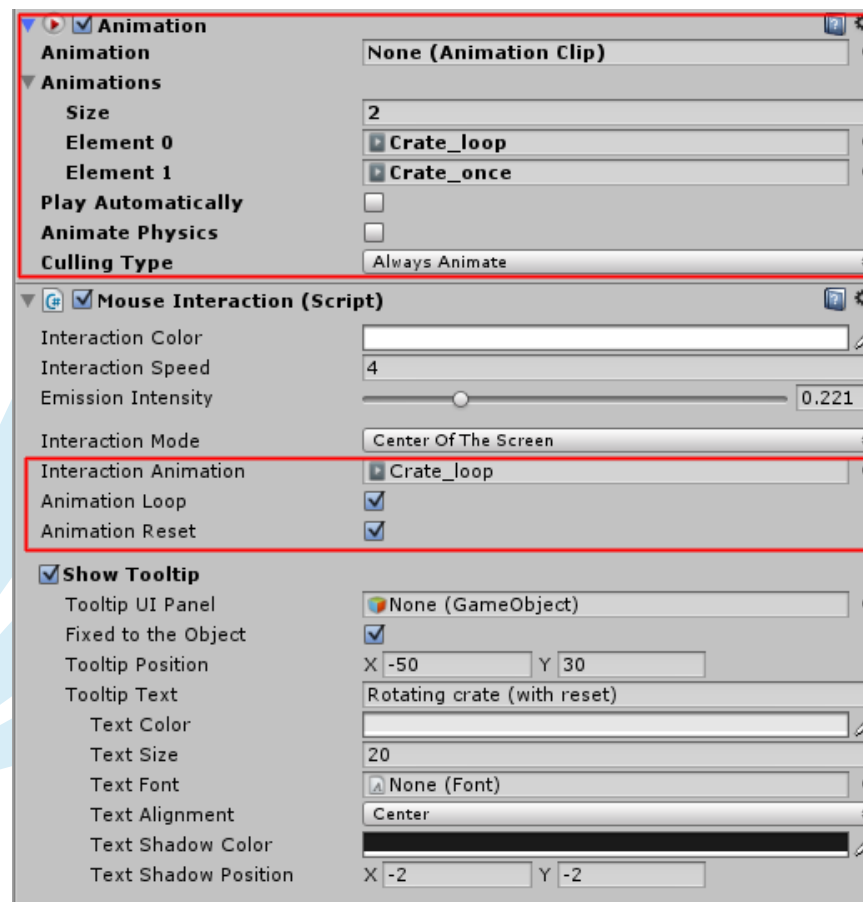 Animation
Animation None (Animation Clip)
Animations
Size 2
Element 0 Crate_loop
Element 1 Crate_once
Play Automatically
Animate Physics
Culling Type Always Animate
Mouse Interaction (Script)
Interaction Color
Interaction Speed 4
Emission Intensity 0.221
Interaction Mode Center Of The Screen
Interaction Animation Crate_loop
Animation Loop
Animation Reset
Show Tooltip
Tooltip UI Panel None (GameObject)
Fixed to the Object
Tooltip Position X -50 Y 30
Tooltip Text Rotating crate (with reset)
Text Color
Text Size 20
Text Font None (Font)
Text Alignment Center
Text Shadow Color
Text Shadow Position X -2 Y -2